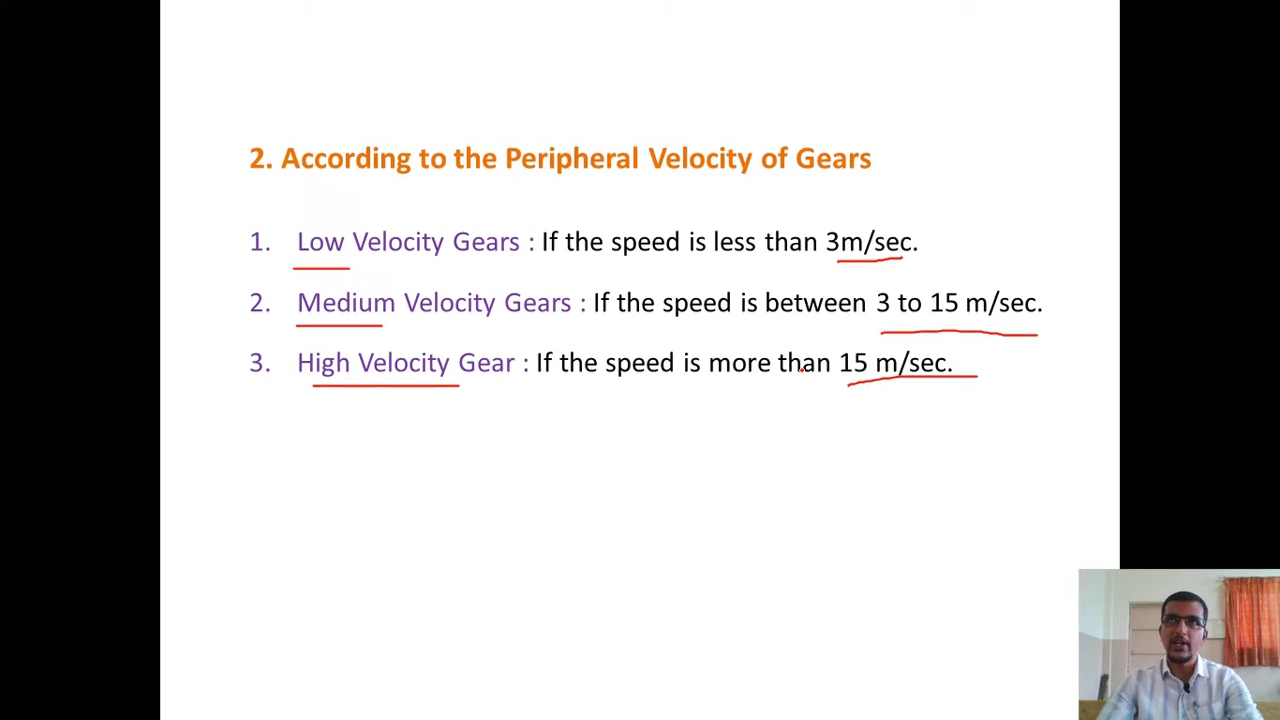 2. According to the Peripheral Velocity of Gears
1. Low Velocity Gears : If the speed is less than 3m/sec.
2. Medium Velocity Gears : If the speed is between 3 to 15 m/sec.
3. High Velocity Gear : If the speed is more than 15 m/sec.